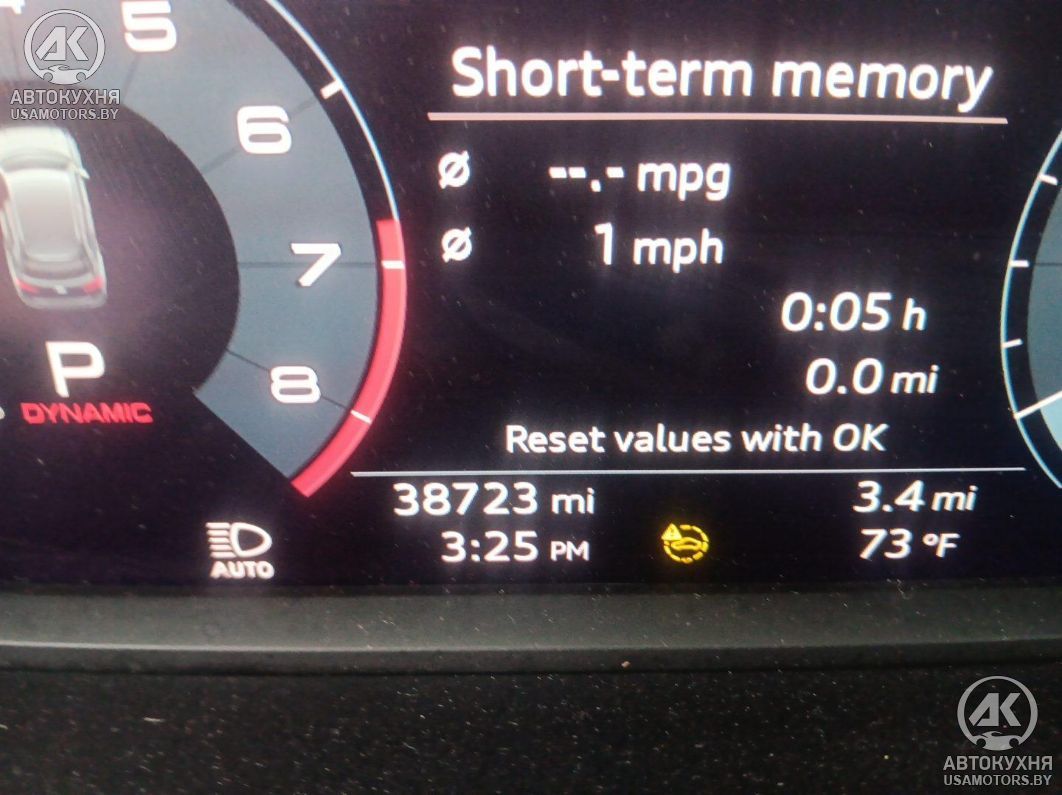 5
АВТОКУХНЯ
USAMOTORS.BY
6
7
8
P
DYNAMIC
Short-term memory
Ø --.- mpg
Ø 1 mph
0:05 h
0.0 mi
Reset values with OK
38723 mi 3.4 mi
AUTO 3:25 PM 73 °F
АВТОКУХНЯ
USAMOTORS.BY